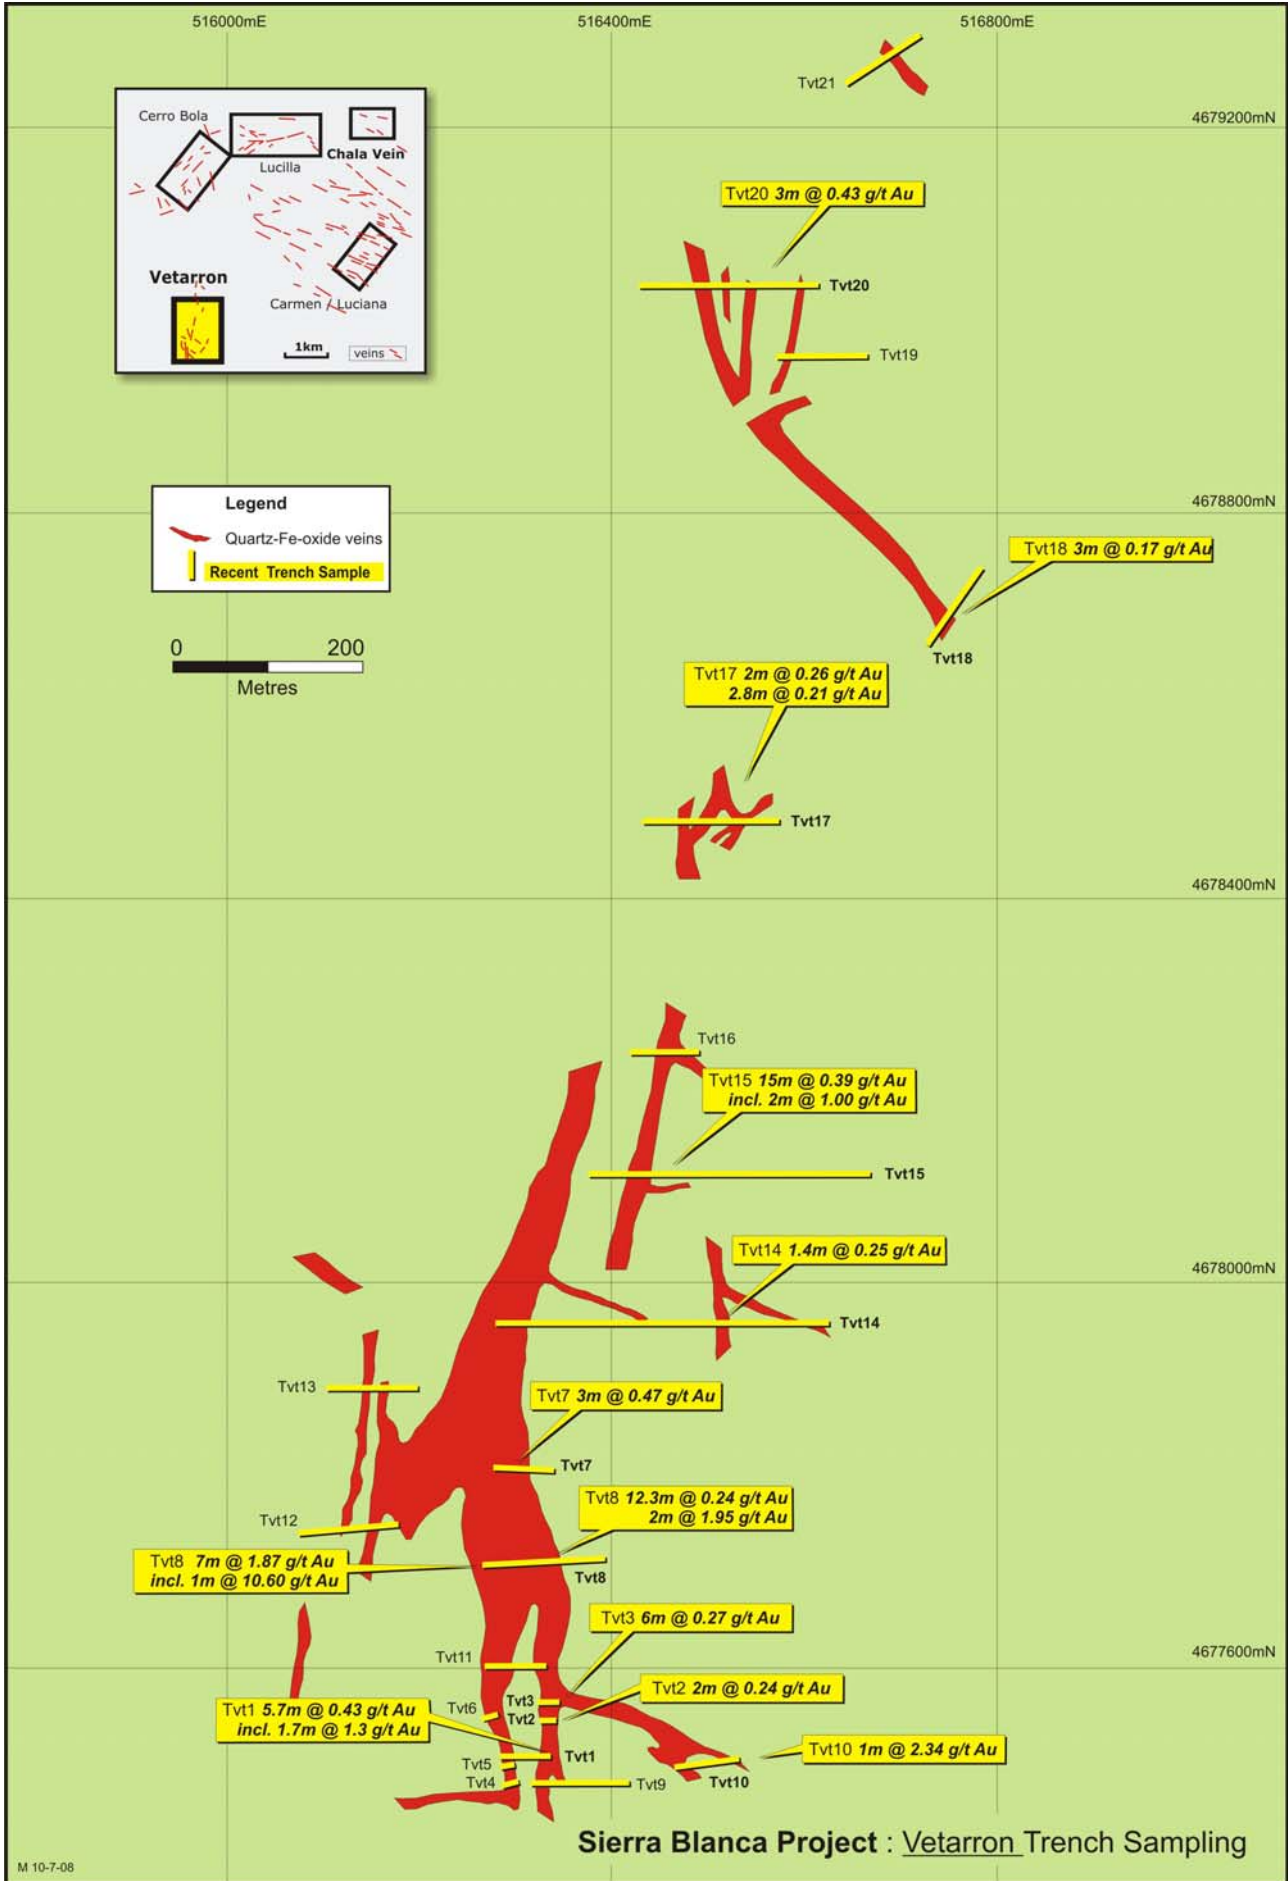 516000mE
516400mE
516800mE
Tvt21
4679200mN
Cerro Bola
Lucilla
Chala Vein
Vetarron
Carmen / Luciana
1km
veins
Tvt20 3m @ 0.43 g/t Au
Tvt20
Tvt19
Legend
Quartz-Fe-oxide veins
Recent Trench Sample
4678800mN
Tvt18 3m @ 0.17 g/t Au
Tvt18
0 200
Metres
Tvt17 2m @ 0.26 g/t Au
2.8m @ 0.21 g/t Au
Tvt17
4678400mN
Tvt16
Tvt15 15m @ 0.39 g/t Au
incl. 2m @ 1.00 g/t Au
Tvt15
Tvt14 1.4m @ 0.25 g/t Au
4678000mN
Tvt14
Tvt13
Tvt7 3m @ 0.47 g/t Au
Tvt7
Tvt8 12.3m @ 0.24 g/t Au
2m @ 1.95 g/t Au
Tvt12
Tvt8 7m @ 1.87 g/t Au
incl. 1m @ 10.60 g/t Au
Tvt8
Tvt3 6m @ 0.27 g/t Au
Tvt11
4677600mN
Tvt2 2m @ 0.24 g/t Au
Tvt3
Tvt6
Tvt2
Tvt1 5.7m @ 0.43 g/t Au
incl. 1.7m @ 1.3 g/t Au
Tvt10 1m @ 2.34 g/t Au
Tvt1
Tvt5
Tvt4
Tvt9
Tvt10
Sierra Blanca Project : Vetarron Trench Sampling
M 10-7-08